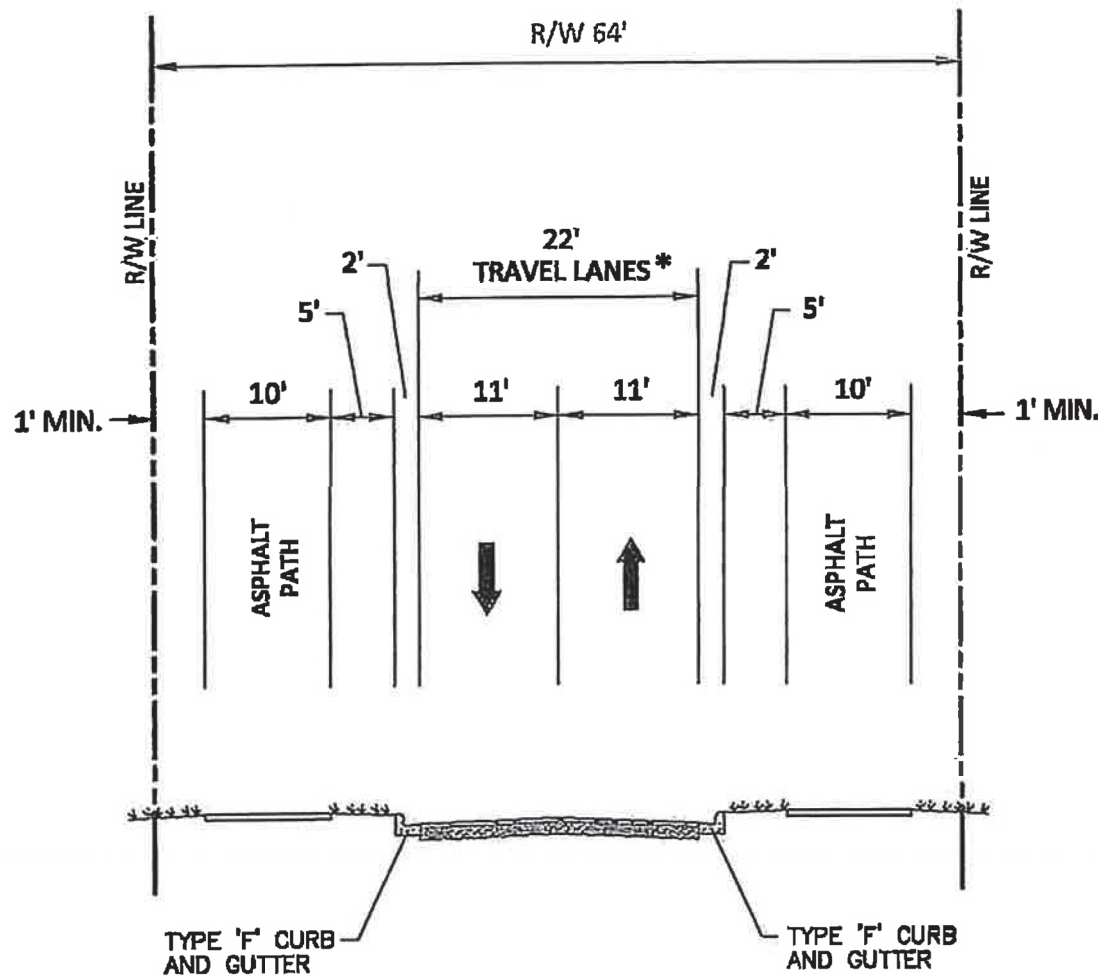 R/W 64'
R/W LINE
R/W LINE
22'
TRAVEL LANES*
2'
2'
5'
5'
10'
11'
11'
10'
1' MIN.
1' MIN.
ASPHALT
PATH
ASPHALT
PATH
TYPE 'F' CURB
AND GUTTER
TYPE 'F' CURB
AND GUTTER